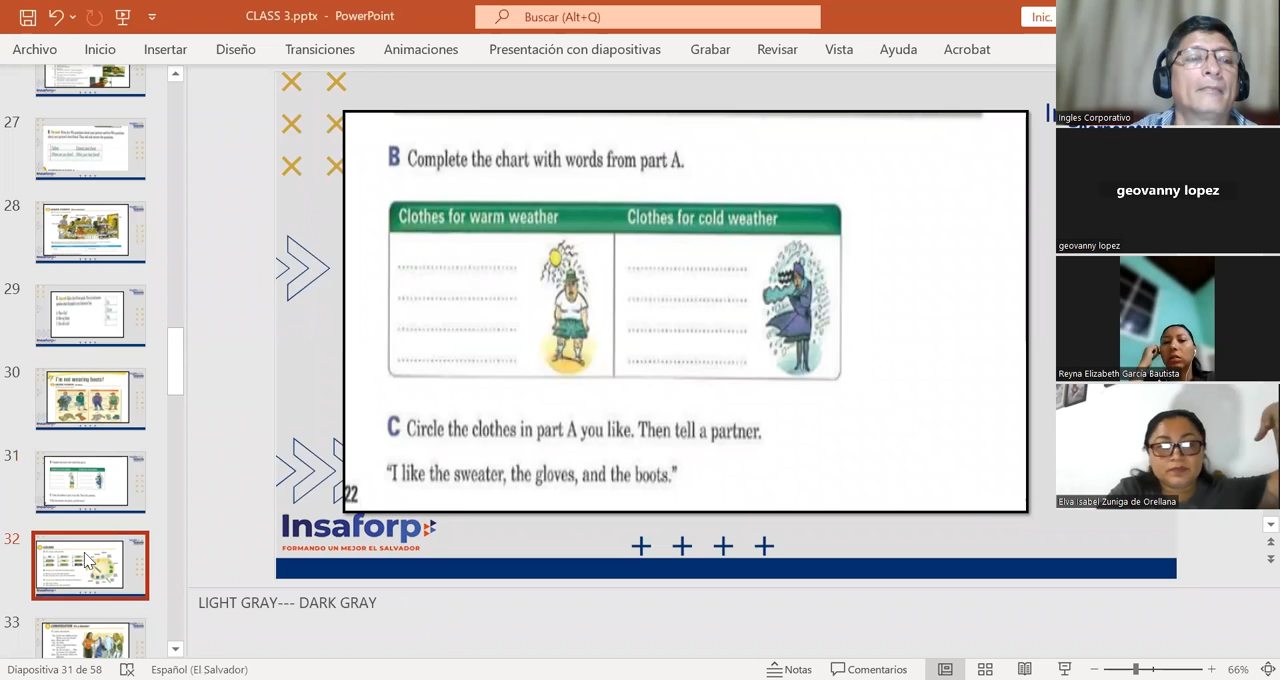 CLASS 3.pptx - PowerPoint
Buscar (Alt+Q)
Inic.
Archivo Inicio Insertar Diseño Transiciones Animaciones Presentación con diapositivas Grabar Revisar Vista Ayuda Acrobat
27
28
29
30
I'm not wearing boots!
31
32
33
B Complete the chart with words from part A.
Clothes for warm weather Clothes for cold weather
C Circle the clothes in part A you like. Then tell a partner.
"I like the sweater, the gloves, and the boots."
22
Insaforp
FORMANDO UN MEJOR EL SALVADOR
LIGHT GRAY--- DARK GRAY
Ingles Corporativo
geovanny lopez
geovanny lopez
Reyna Elizabeth García Bautista
Elva Isabel Zuniga de Orellana
Diapositiva 31 de 58 Español (El Salvador) Notas Comentarios 66%